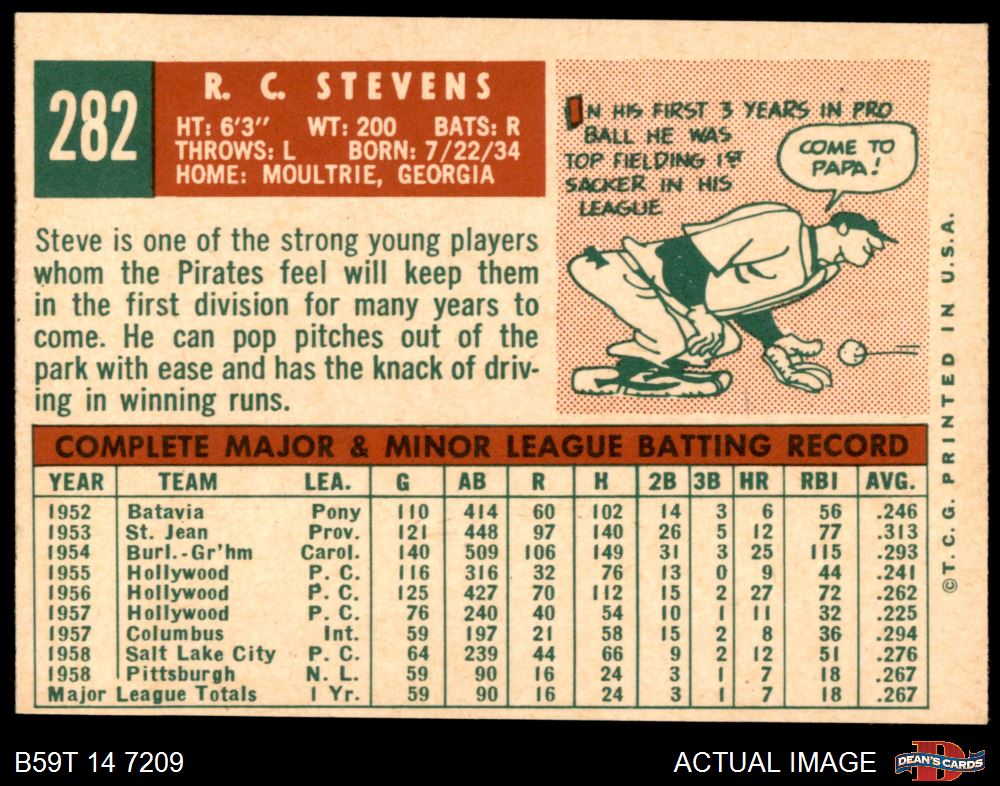 282
R. C. STEVENS
HT: 6'3" WT: 200 BATS: R
THROWS: L BORN: 7/22/34
HOME: MOULTRIE, GEORGIA
Steve is one of the strong young players
whom the Pirates feel will keep them
in the first division for many years to
come. He can pop pitches out of the
park with ease and has the knack of driv-
ing in winning runs.
IN HIS FIRST 3 YEARS IN PRO
BALL HE WAS
TOP FIELDING 1ST
SACKER IN HIS
LEAGUE
COME TO
PAPA!
COMPLETE MAJOR & MINOR LEAGUE BATTING RECORD
YEAR TEAM LEA. G AB R H 2B 3B HR RBI AVG.
1952 Batavia Pony 110 414 60 102 14 3 6 56 .246
1953 St. Jean Prov. 121 448 97 140 26 5 12 77 .313
1954 Burl.-Gr'hm Carol. 140 509 106 149 31 3 25 115 .293
1955 Hollywood P. C. 116 316 32 76 13 0 9 44 .241
1956 Hollywood P. C. 125 427 70 112 15 2 27 72 .262
1957 Hollywood P. C. 76 240 40 54 10 1 11 32 .225
1957 Columbus Int. 59 197 21 58 15 2 8 36 .294
1958 Salt Lake City P. C. 64 239 44 66 9 2 12 51 .276
1958 Pittsburgh N. L. 59 90 16 24 3 1 7 18 .267
Major League Totals 1 Yr. 59 90 16 24 3 1 7 18 .267
©T. C. G. PRINTED IN U.S.A.
B59T 14 7209
ACTUAL IMAGE
DEAN'S CARDS